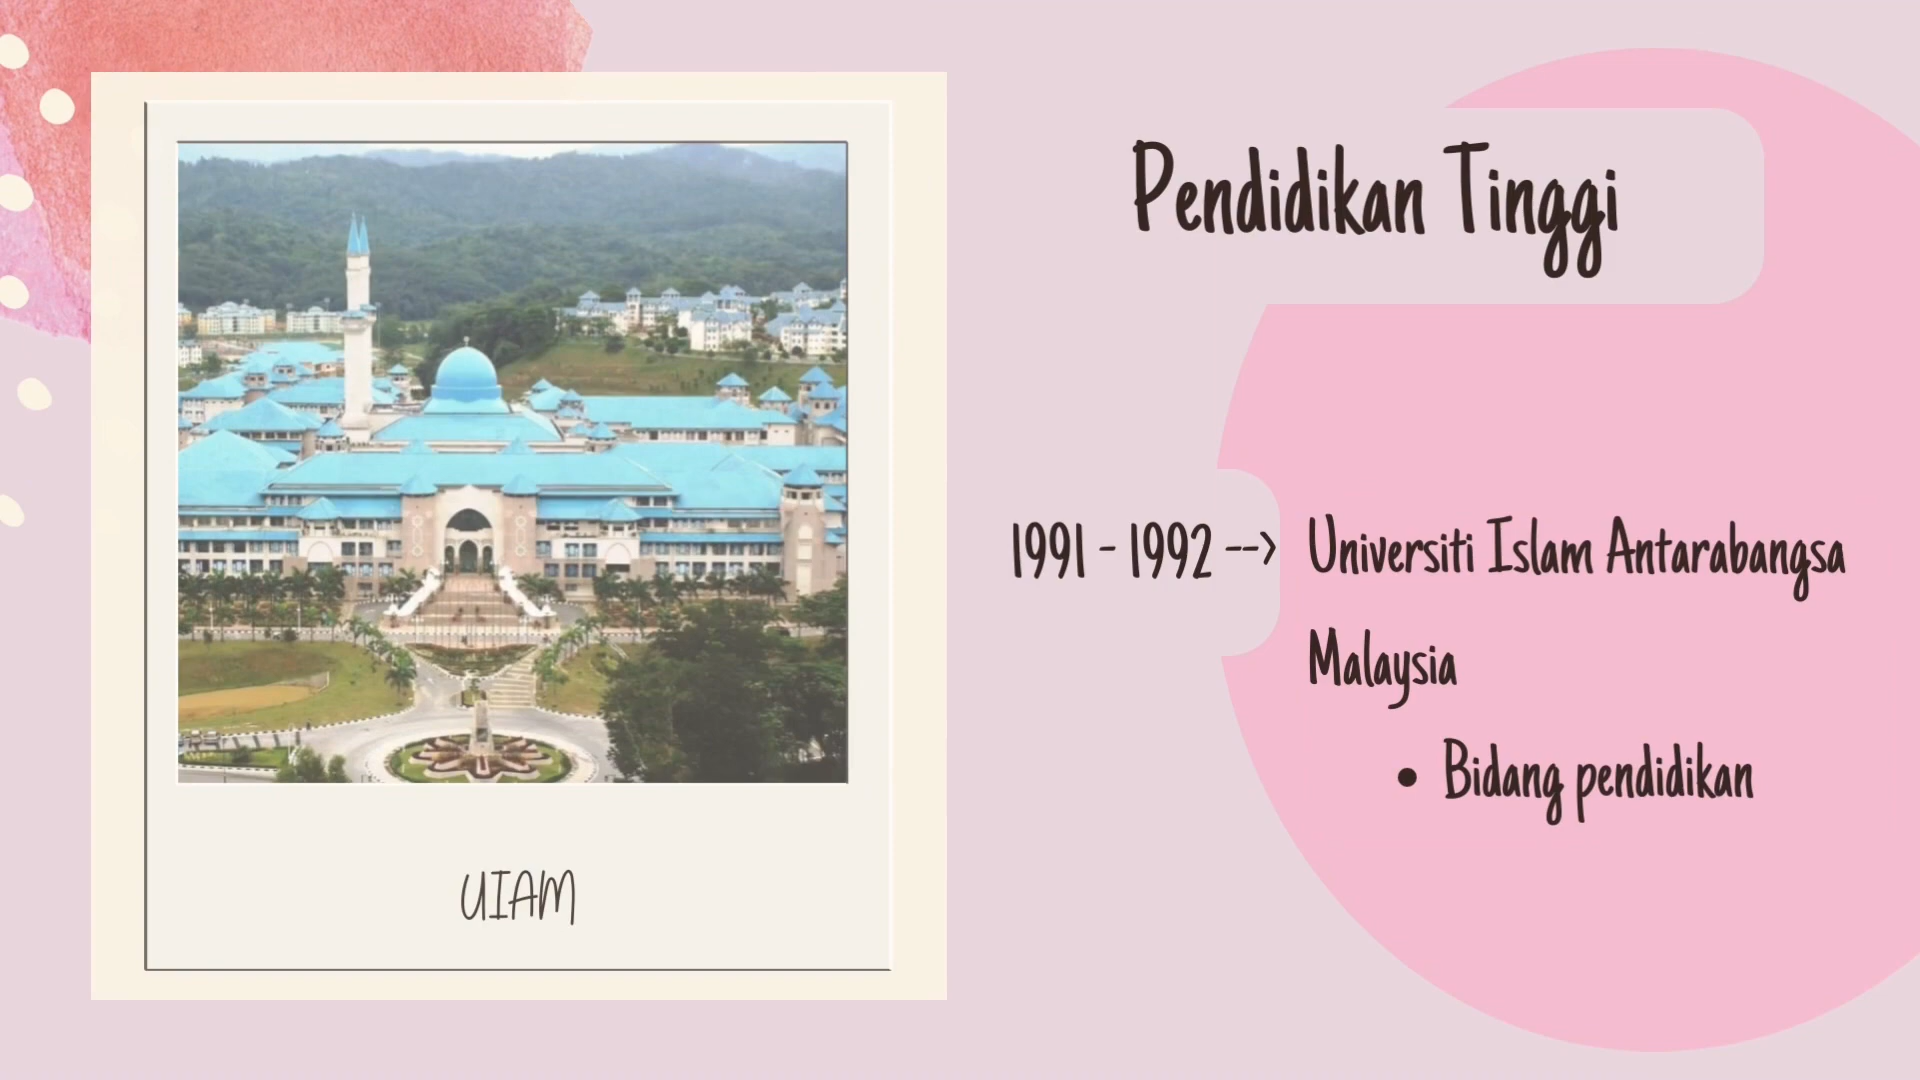 Pendidikan Tinggi
1991 - 1992 --> Universiti Islam Antarabangsa
Malaysia
• Bidang pendidikan
UIAM